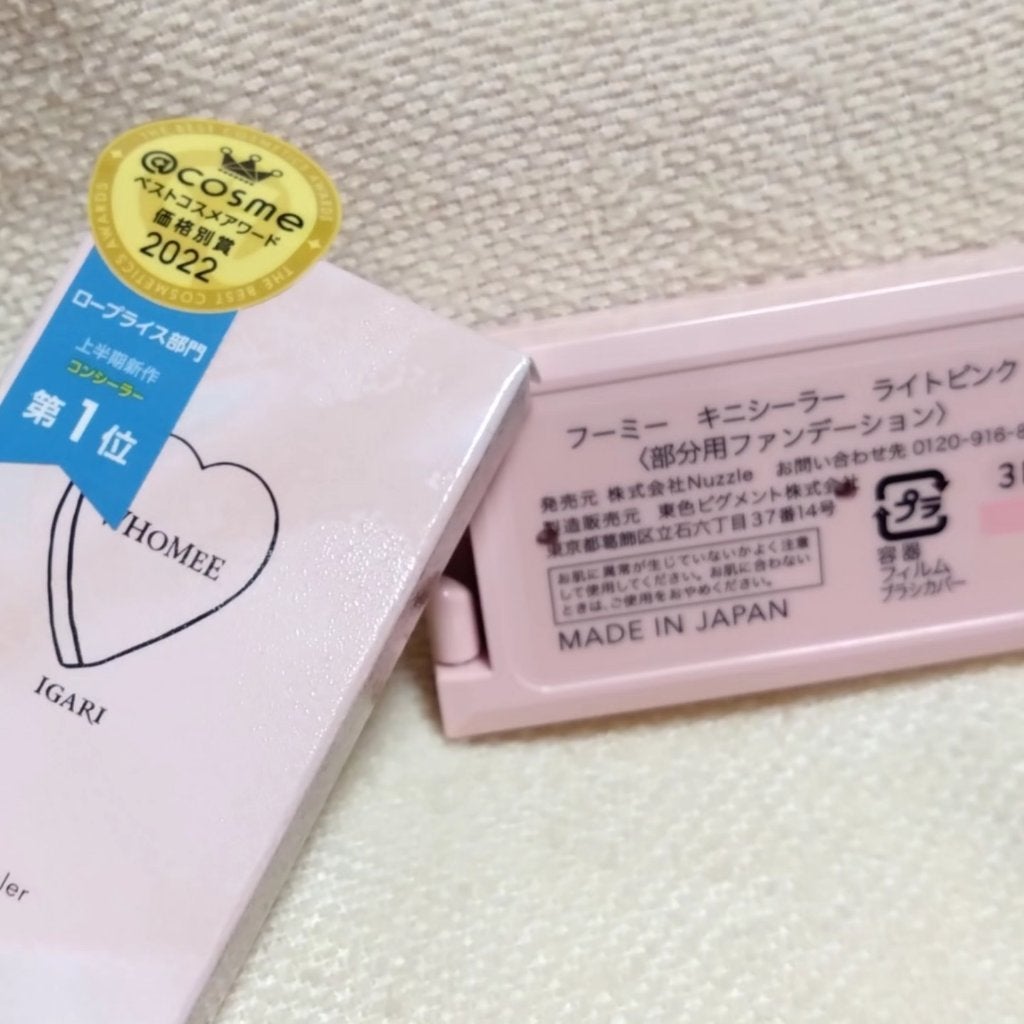 THE BEST COSMETICS AWARDS
@cosme
ベストコスメアワード
価格別賞
2022
THE BEST COSMETICS AWARDS
ロープライス部門
上半期新作
コンシーラー
第1位
WHOMEE
IGARI
ler
フーミー キニシーラー ライトピンク
〈部分用ファンデーション〉
発売元 株式会社Nuzzle お問い合わせ先 0120-916-8
製造販売元 東色ピグメント株式会社
東京都葛飾区立石六丁目37番14号
お肌に異常が生じていないかよく注意
して使用してください。お肌に合わない
ときは、ご使用をおやめください。
MADE IN JAPAN
プラ
容器
フィルム
ブラシカバー